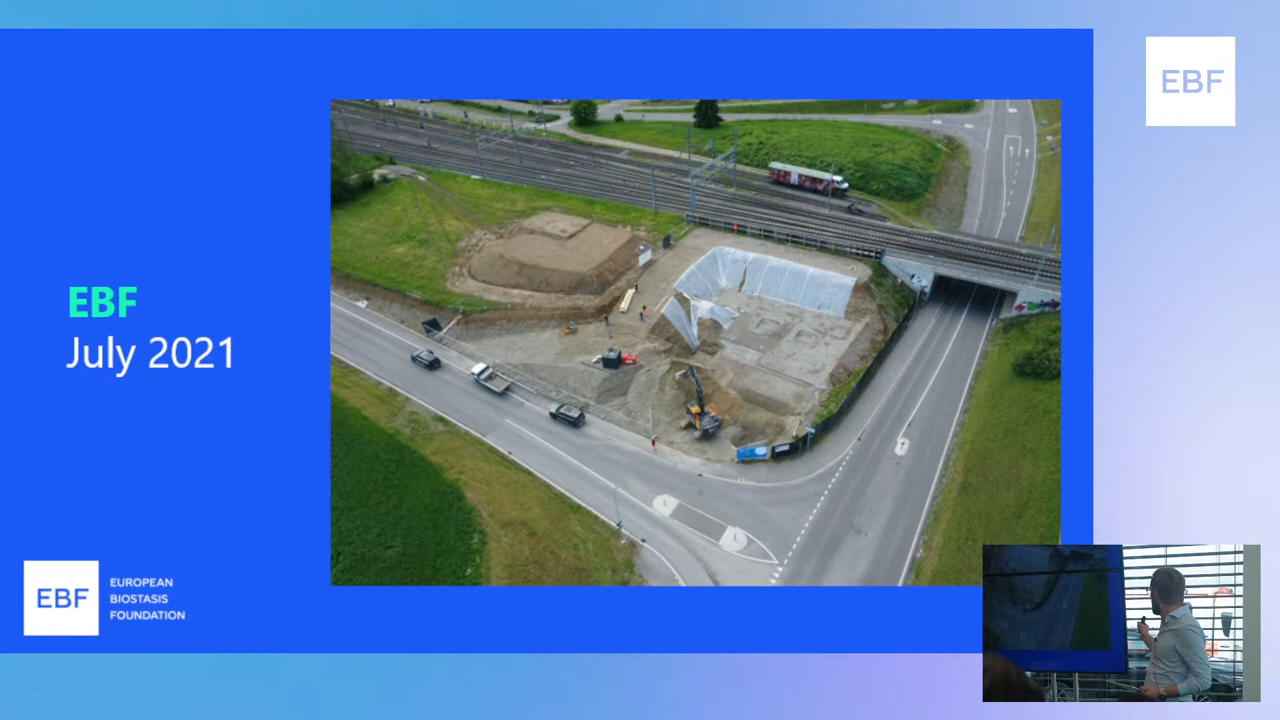 EBF
EBF
July 2021
EBF
EUROPEAN
BIOSTASIS
FOUNDATION